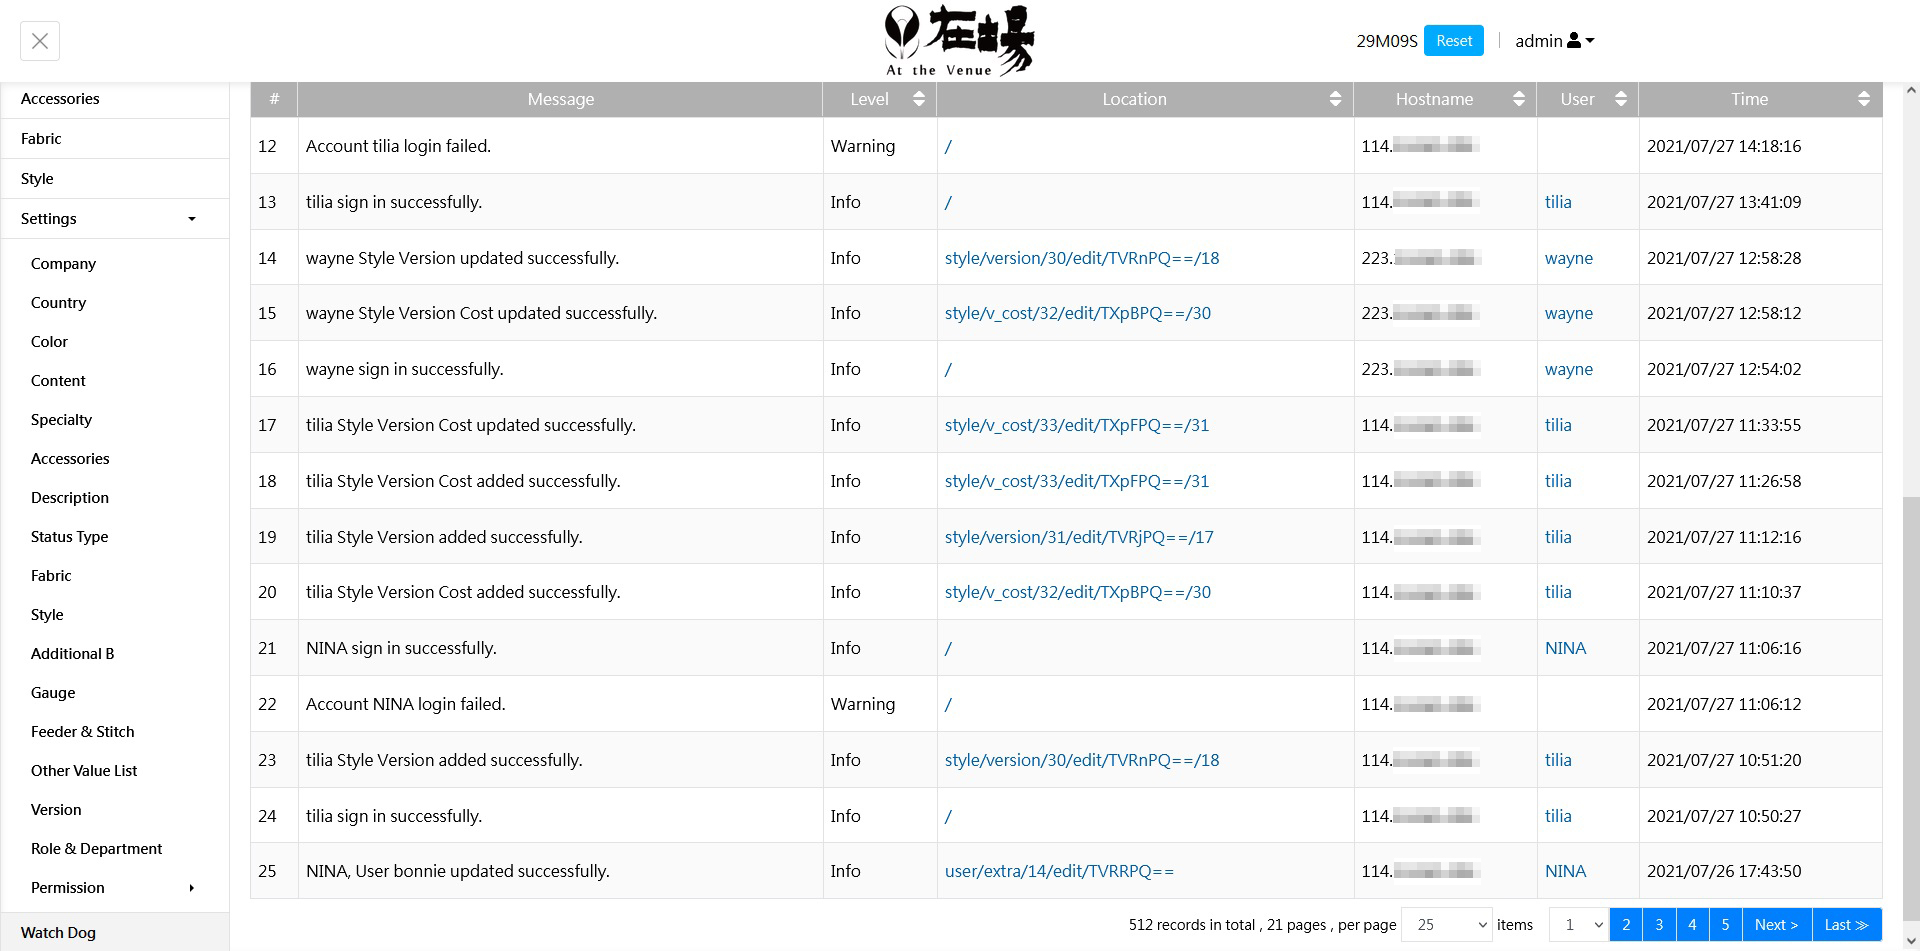 在場
At the Venue
29M09S Reset admin
Accessories
Fabric
Style
Settings
Company
Country
Color
Content
Specialty
Accessories
Description
Status Type
Fabric
Style
Additional B
Gauge
Feeder & Stitch
Other Value List
Version
Role & Department
Permission
Watch Dog
# Message Level Location Hostname User Time
12 Account tilia login failed. Warning / 114. 2021/07/27 14:18:16
13 tilia sign in successfully. Info / 114. tilia 2021/07/27 13:41:09
14 wayne Style Version updated successfully. Info style/version/30/edit/TVRnPQ==/18 223. wayne 2021/07/27 12:58:28
15 wayne Style Version Cost updated successfully. Info style/v_cost/32/edit/TXpBPQ==/30 223. wayne 2021/07/27 12:58:12
16 wayne sign in successfully. Info / 223. wayne 2021/07/27 12:54:02
17 tilia Style Version Cost updated successfully. Info style/v_cost/33/edit/TXpFPQ==/31 114. tilia 2021/07/27 11:33:55
18 tilia Style Version Cost added successfully. Info style/v_cost/33/edit/TXpFPQ==/31 114. tilia 2021/07/27 11:26:58
19 tilia Style Version added successfully. Info style/version/31/edit/TVRjPQ==/17 114. tilia 2021/07/27 11:12:16
20 tilia Style Version Cost added successfully. Info style/v_cost/32/edit/TXpBPQ==/30 114. tilia 2021/07/27 11:10:37
21 NINA sign in successfully. Info / 114. NINA 2021/07/27 11:06:16
22 Account NINA login failed. Warning / 114. 2021/07/27 11:06:12
23 tilia Style Version added successfully. Info style/version/30/edit/TVRnPQ==/18 114. tilia 2021/07/27 10:51:20
24 tilia sign in successfully. Info / 114. tilia 2021/07/27 10:50:27
25 NINA, User bonnie updated successfully. Info user/extra/14/edit/TVRRPQ== 114. NINA 2021/07/26 17:43:50
512 records in total , 21 pages , per page 25 items 1 2 3 4 5 Next > Last ≫